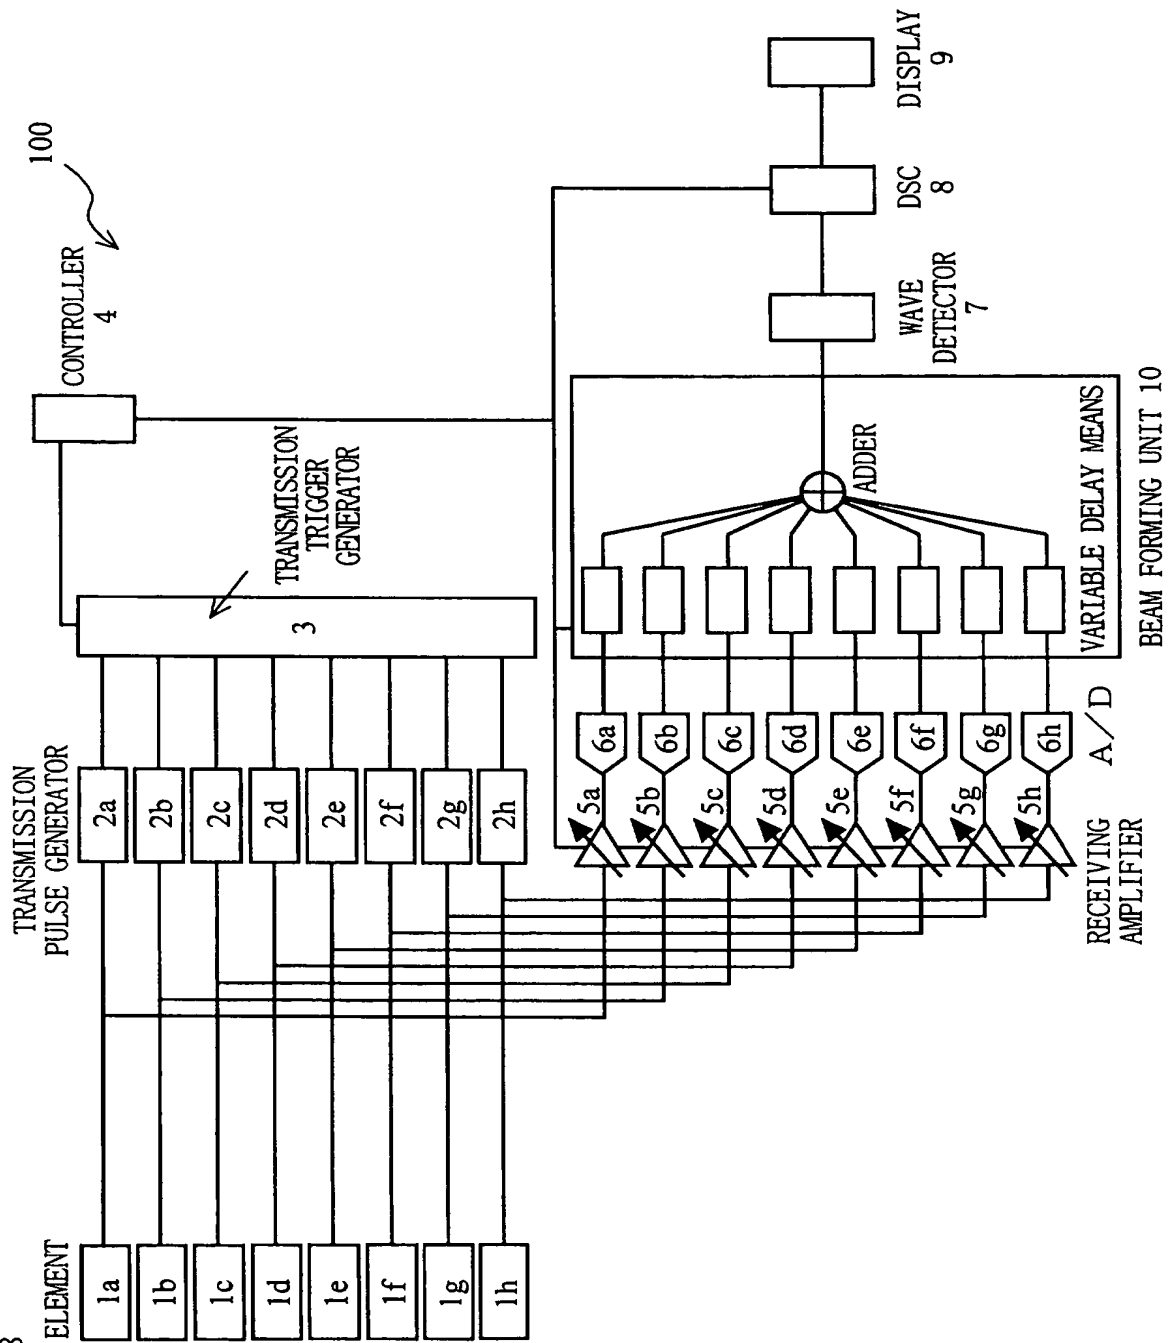 8
ELEMENT
1a
1b
1c
1d
1e
1f
1g
1h
TRANSMISSION
PULSE GENERATOR
2a
2b
2c
2d
2e
2f
2g
2h
3
TRANSMISSION
TRIGGER
GENERATOR
CONTROLLER
4
100
5a
5b
5c
5d
5e
5f
5g
5h
RECEIVING
AMPLIFIER
6a
6b
6c
6d
6e
6f
6g
6h
A/D
ADDER
VARIABLE DELAY MEANS
BEAM FORMING UNIT 10
WAVE
DETECTOR
7
DSC
8
DISPLAY
9